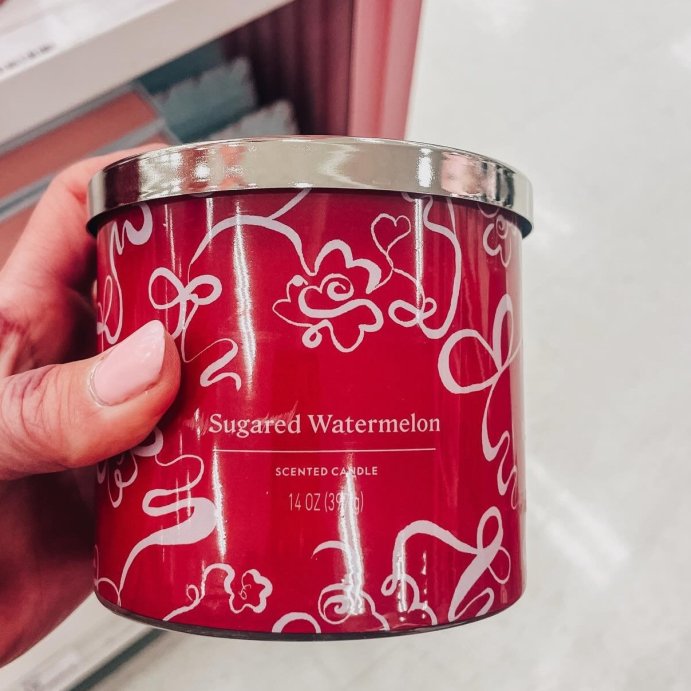 Sugared Watermelon
SCENTED CANDLE
14 OZ